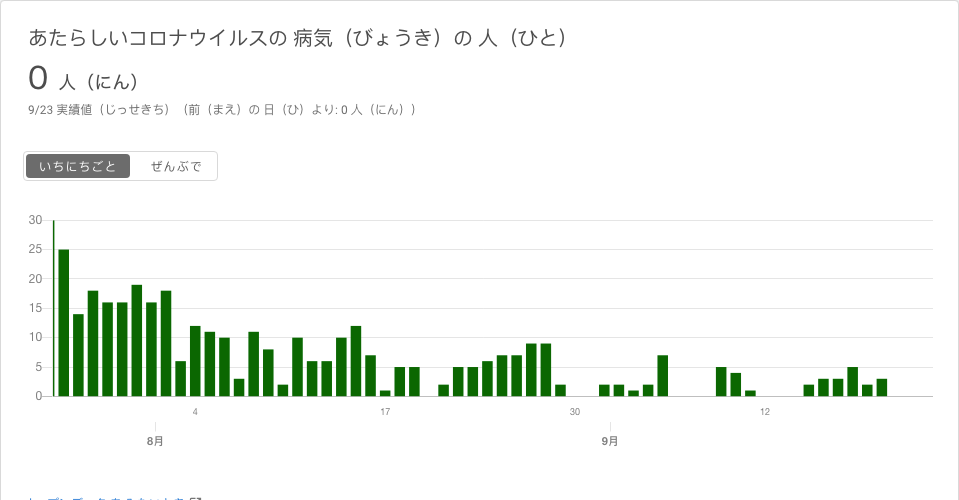 あたらしいコロナウイルスの 病気（びょうき）の 人（ひと）
0 人（にん）
9/23 実績値（じっせきち）（前（まえ）の 日（ひ）より: 0 人（にん））
いちにちごと ぜんぶで
30
25
20
15
10
5
0
4 17 30 12
8月 9月